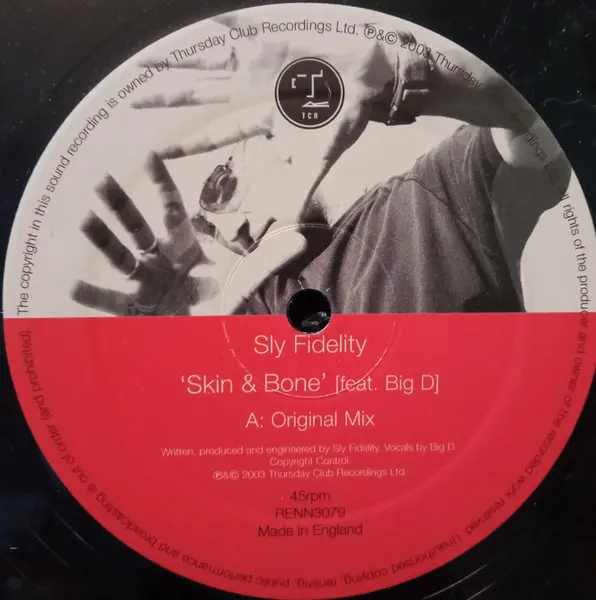 The copyright in this sound recording is owned by Thursday Club Recordings Ltd. ℗&© 2003 Thursday
ings Ltd. All rights of the producer and owner of the recorded work reserved. Unauthorised copying, renting, public performance and broadcasting is out of order (and prohibited)
T
TCR
Sly Fidelity
‘Skin & Bone’ [feat. Big D]
A: Original Mix
Written, produced and engineered by Sly Fidelity. Vocals by Big D
Copyright Control.
℗&© 2003 Thursday Club Recordings Ltd
45rpm
RENN3079
Made in England